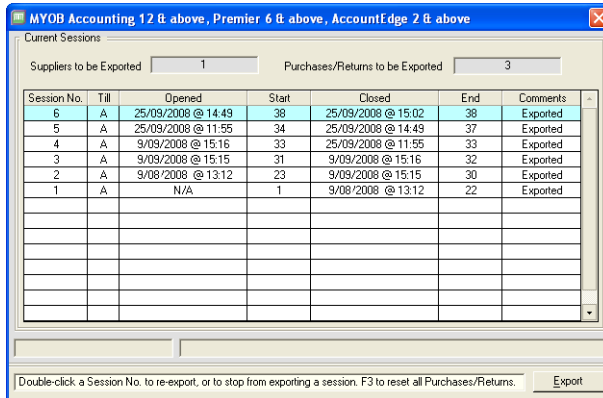 MYOB Accounting 12 & above, Premier 6 & above, AccountEdge 2 & above
Current Sessions
Suppliers to be Exported 1 Purchases/Returns to be Exported 3
Session No. Till Opened Start Closed End Comments
6 A 25/09/2008 @ 14:49 38 25/09/2008 @ 15:02 38 Exported
5 A 25/09/2008 @ 11:55 34 25/09/2008 @ 14:49 37 Exported
4 A 9/09/2008 @ 15:16 33 25/09/2008 @ 11:55 33 Exported
3 A 9/09/2008 @ 15:15 31 9/09/2008 @ 15:16 32 Exported
2 A 9/08/2008 @ 13:12 23 9/09/2008 @ 15:15 30 Exported
1 A N/A 1 9/08/2008 @ 13:12 22 Exported
Double-click a Session No. to re-export, or to stop from exporting a session. F3 to reset all Purchases/Returns. Export